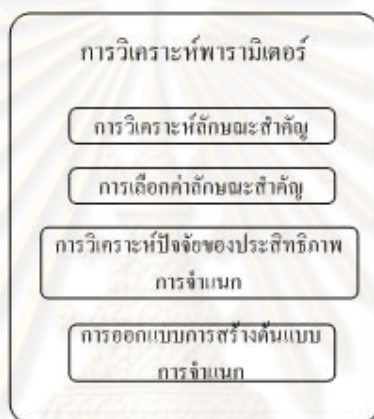 การวิเคราะห์พารามิเตอร์
การวิเคราะห์ลักษณะสำคัญ
การเลือกค่าลักษณะสำคัญ
การวิเคราะห์ปัจจัยของประสิทธิภาพ
การจำแนก
การออกแบบการสร้างต้นแบบ
การจำแนก